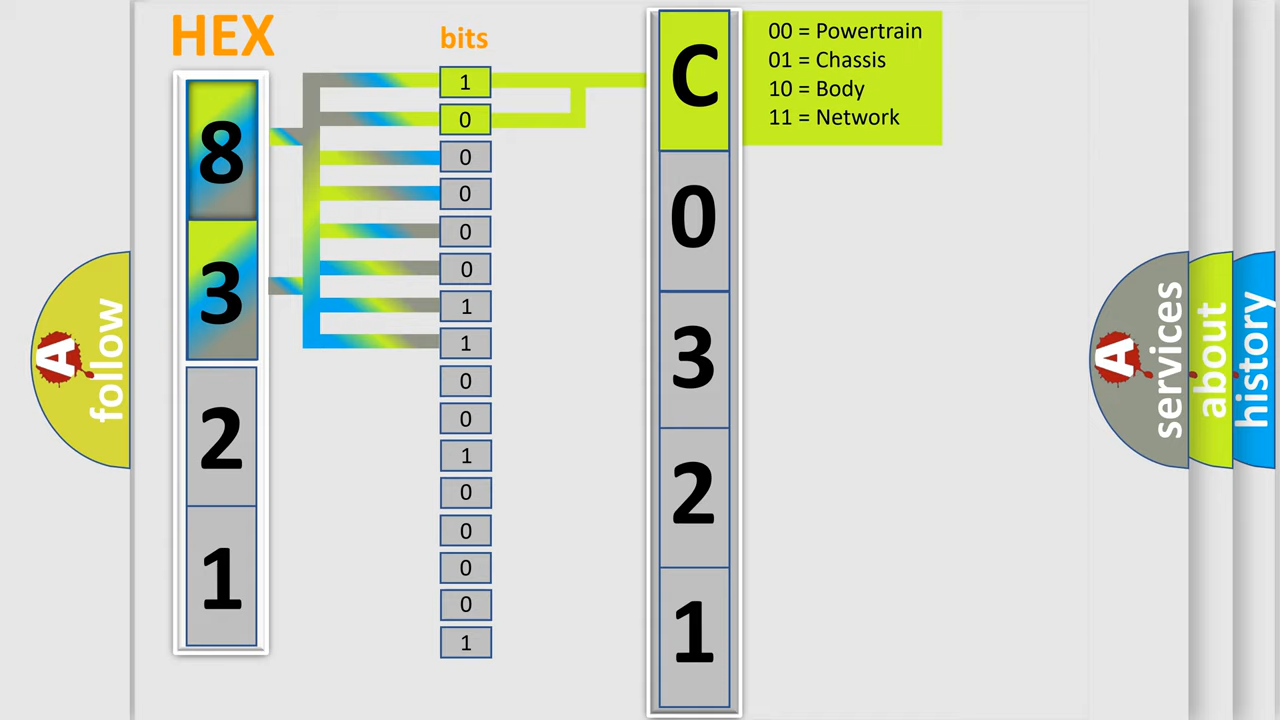 HEX
bits
8
3
2
1
1
0
0
0
0
0
1
1
0
0
1
0
0
0
0
1
C
0
3
2
1
00 = Powertrain
01 = Chassis
10 = Body
11 = Network
A
follow
A
services
about
history